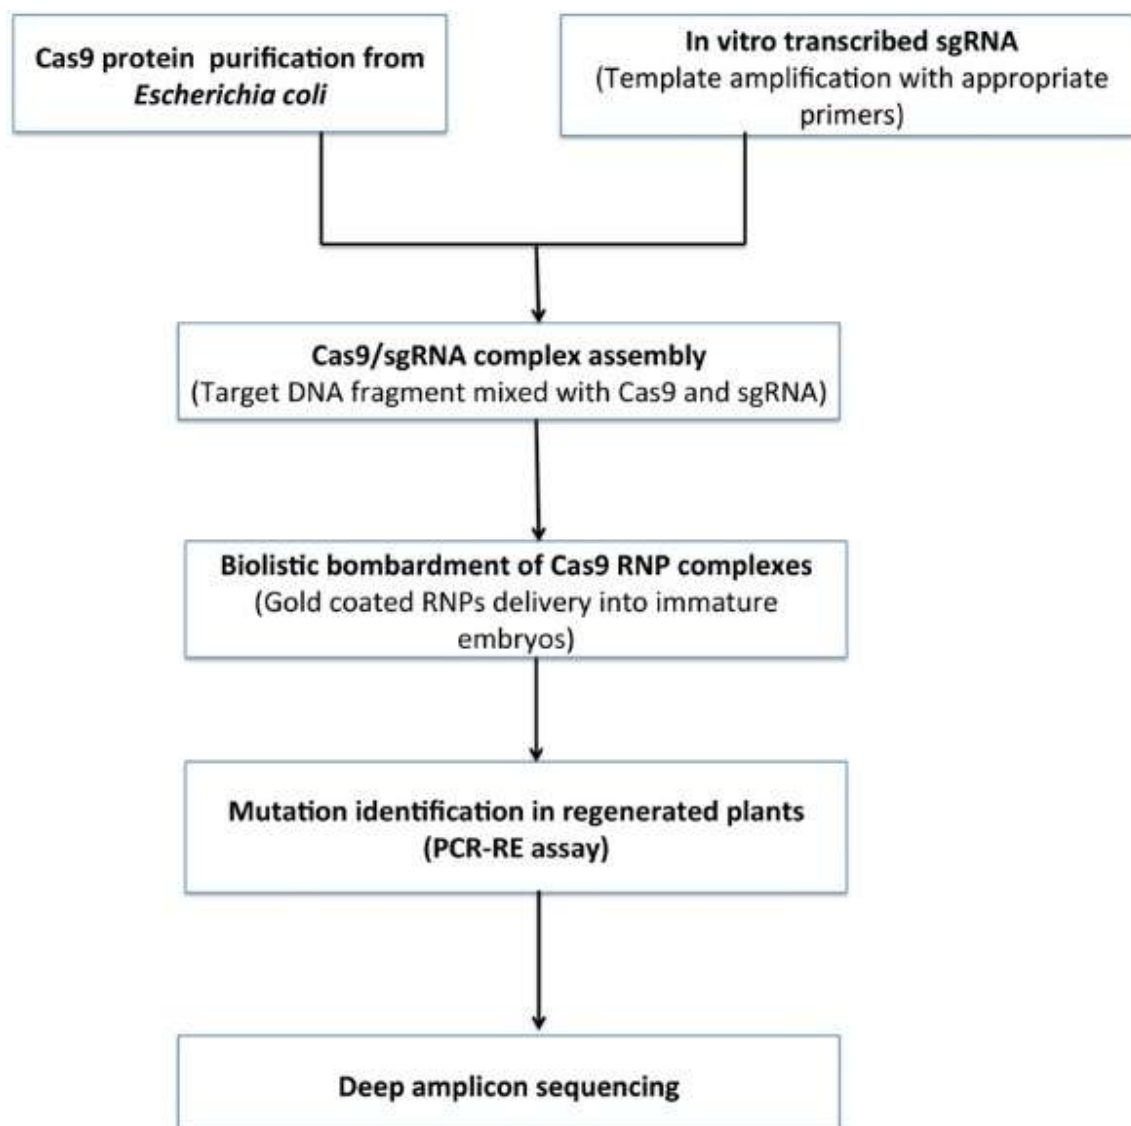 Cas9 protein purification from
Escherichia coli
In vitro transcribed sgRNA
(Template amplification with appropriate
primers)
Cas9/sgRNA complex assembly
(Target DNA fragment mixed with Cas9 and sgRNA)
Biolistic bombardment of Cas9 RNP complexes
(Gold coated RNPs delivery into immature
embryos)
Mutation identification in regenerated plants
(PCR-RE assay)
Deep amplicon sequencing